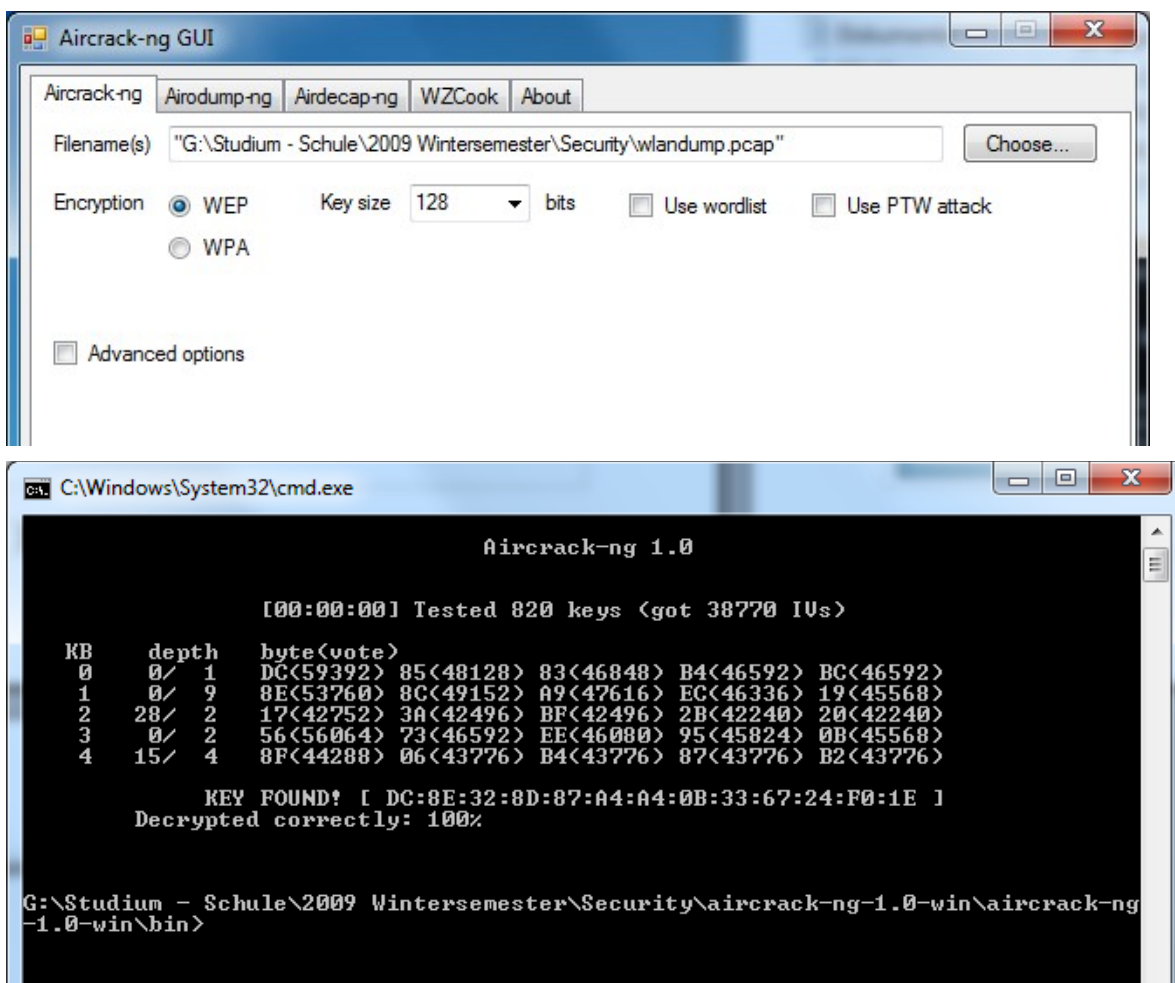 Aircrack-ng GUI
Aircrack-ng Airodump-ng Airdecap-ng WZCook About
Filename(s) "G:\Studium - Schule\2009 Wintersemester\Security\wlandump.pcap" Choose...
Encryption WEP Key size 128 bits Use wordlist Use PTW attack
WPA
Advanced options
C:\Windows\System32\cmd.exe
Aircrack-ng 1.0
[00:00:00] Tested 820 keys (got 38770 IVs)
KB depth byte(vote)
0 0/ 1 DC(59392) 85(48128) 83(46848) B4(46592) BC(46592)
1 0/ 9 8E(53760) 8C(49152) A9(47616) EC(46336) 19(45568)
2 28/ 2 17(42752) 3A(42496) BF(42496) 2B(42240) 20(42240)
3 0/ 2 56(56064) 73(46592) EE(46080) 95(45824) 0B(45568)
4 15/ 4 8F(44288) 06(43776) B4(43776) 87(43776) B2(43776)
KEY FOUND! [ DC:8E:32:8D:87:A4:A4:0B:33:67:24:F0:1E ]
Decrypted correctly: 100%
G:\Studium - Schule\2009 Wintersemester\Security\aircrack-ng-1.0-win\aircrack-ng
-1.0-win\bin>